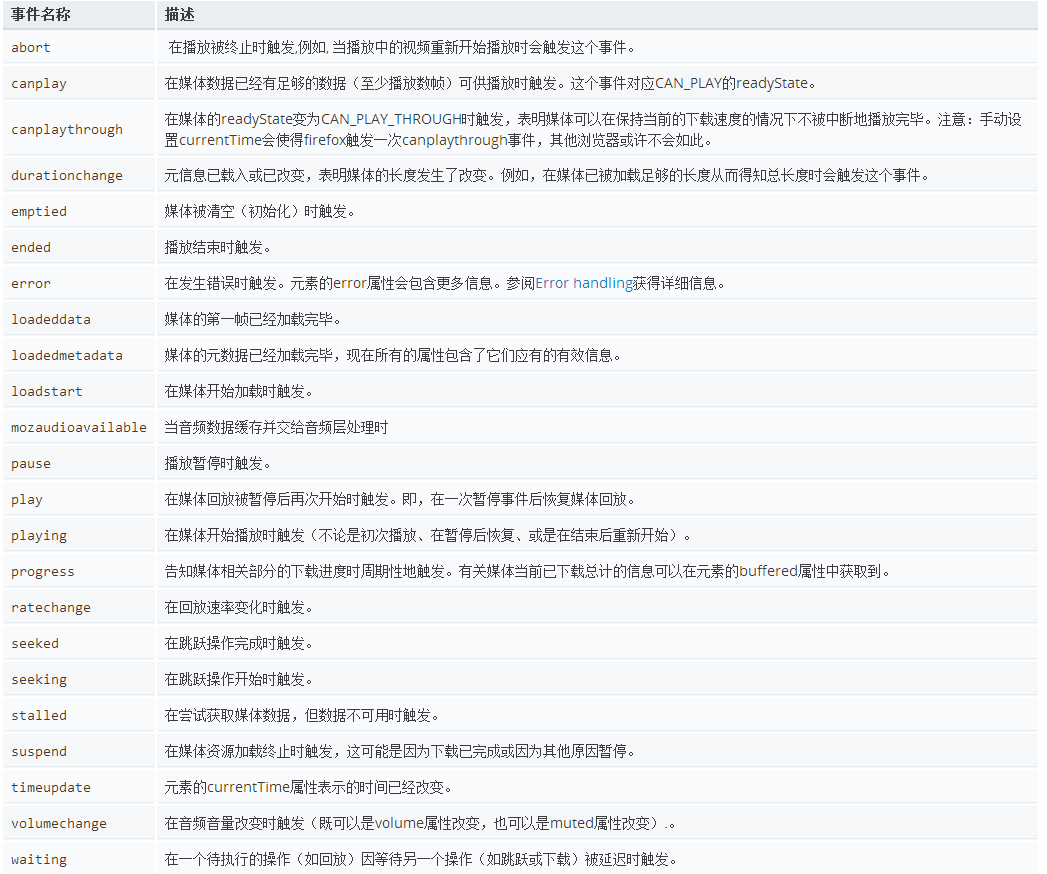 事件名称 描述
abort 在播放被终止时触发,例如, 当播放中的视频重新开始播放时会触发这个事件。
canplay 在媒体数据已经有足够的数据（至少播放数帧）可供播放时触发。这个事件对应CAN_PLAY的readyState。
canplaythrough 在媒体的readyState变为CAN_PLAY_THROUGH时触发，表明媒体可以在保持当前的下载速度的情况下不被中断地播放完毕。注意：手动设
置currentTime会使得firefox触发一次canplaythrough事件，其他浏览器或许不会如此。
durationchange 元信息已载入或已改变，表明媒体的长度发生了改变。例如，在媒体已被加载足够的长度从而得知总长度时会触发这个事件。
emptied 媒体被清空（初始化）时触发。
ended 播放结束时触发。
error 在发生错误时触发。元素的error属性会包含更多信息。参阅Error handling获得详细信息。
loadeddata 媒体的第一帧已经加载完毕。
loadedmetadata 媒体的元数据已经加载完毕，现在所有的属性包含了它们应有的有效信息。
loadstart 在媒体开始加载时触发。
mozaudioavailable 当音频数据缓存并交给音频层处理时
pause 播放暂停时触发。
play 在媒体回放被暂停后再次开始时触发。即，在一次暂停事件后恢复媒体回放。
playing 在媒体开始播放时触发（不论是初次播放、在暂停后恢复、或是在结束后重新开始）。
progress 告知媒体相关部分的下载进度时周期性地触发。有关媒体当前已下载总计的信息可以在元素的buffered属性中获取到。
ratechange 在回放速率变化时触发。
seeked 在跳跃操作完成时触发。
seeking 在跳跃操作开始时触发。
stalled 在尝试获取媒体数据，但数据不可用时触发。
suspend 在媒体资源加载终止时触发，这可能是因为下载已完成或因为其他原因暂停。
timeupdate 元素的currentTime属性表示的时间已经改变。
volumechange 在音频音量改变时触发（既可以是volume属性改变，也可以是muted属性改变）.。
waiting 在一个待执行的操作（如回放）因等待另一个操作（如跳跃或下载）被延迟时触发。